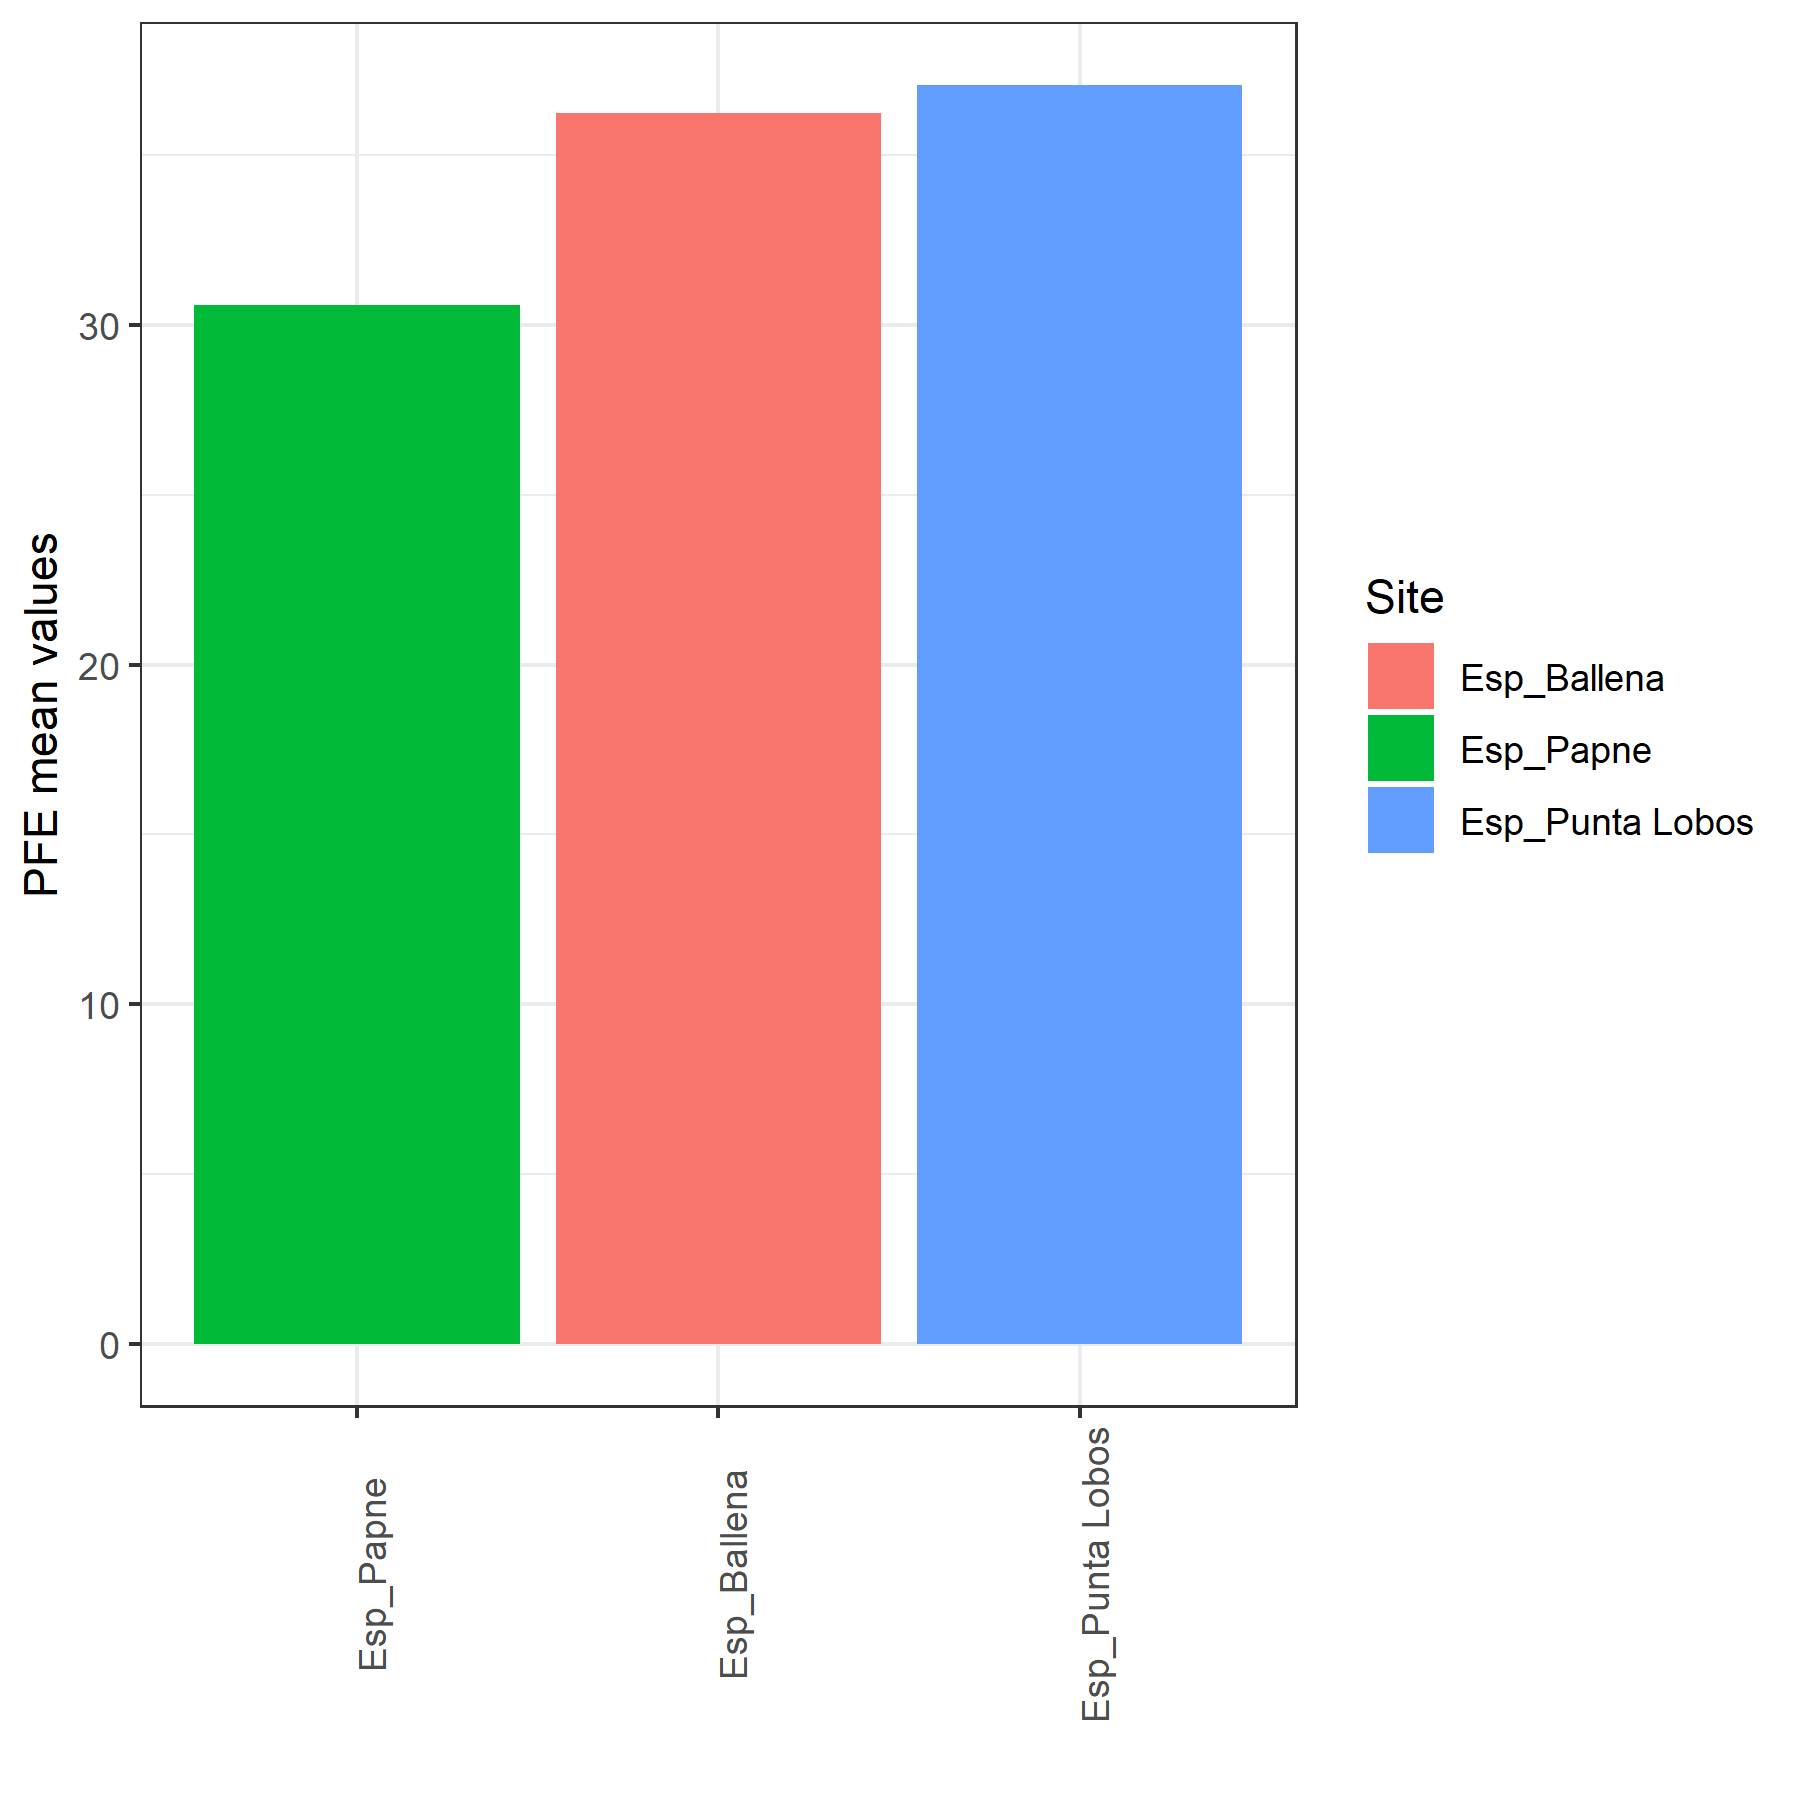 PFE mean values
30
20
10
0
Esp_Papne
Esp_Ballena
Esp_Punta Lobos
Site
Esp_Ballena
Esp_Papne
Esp_Punta Lobos